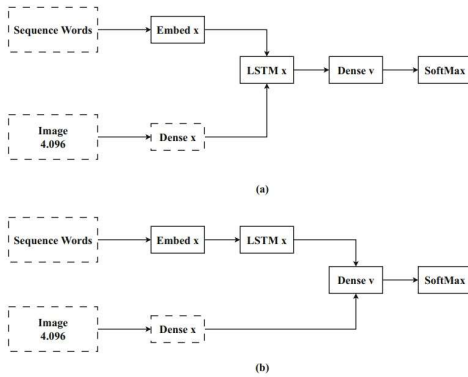 Sequence Words
Embed x
LSTM x
Dense v
SoftMax
Image
4.096
Dense x
(a)
Sequence Words
Embed x
LSTM x
Dense v
SoftMax
Image
4.096
Dense x
(b)